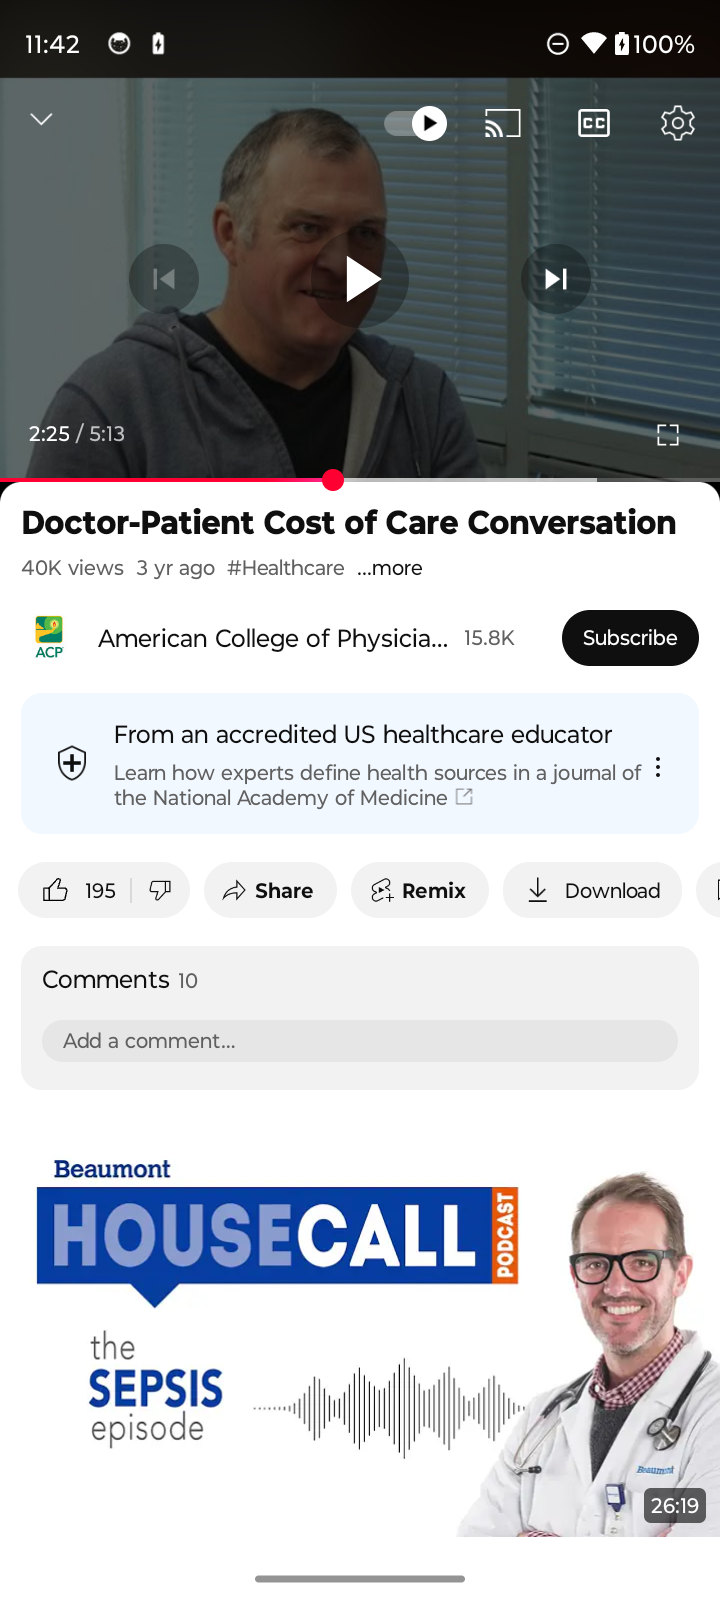 11:42
100%
CC
2:25 / 5:13
Doctor-Patient Cost of Care Conversation
40K views 3 yr ago #Healthcare ...more
ACP
American College of Physicia... 15.8K
Subscribe
From an accredited US healthcare educator
Learn how experts define health sources in a journal of
the National Academy of Medicine
195
Share
Remix
Download
Comments 10
Add a comment...
Beaumont
HOUSECALL
PODCAST
the
SEPSIS
episode
Beaumont
26:19